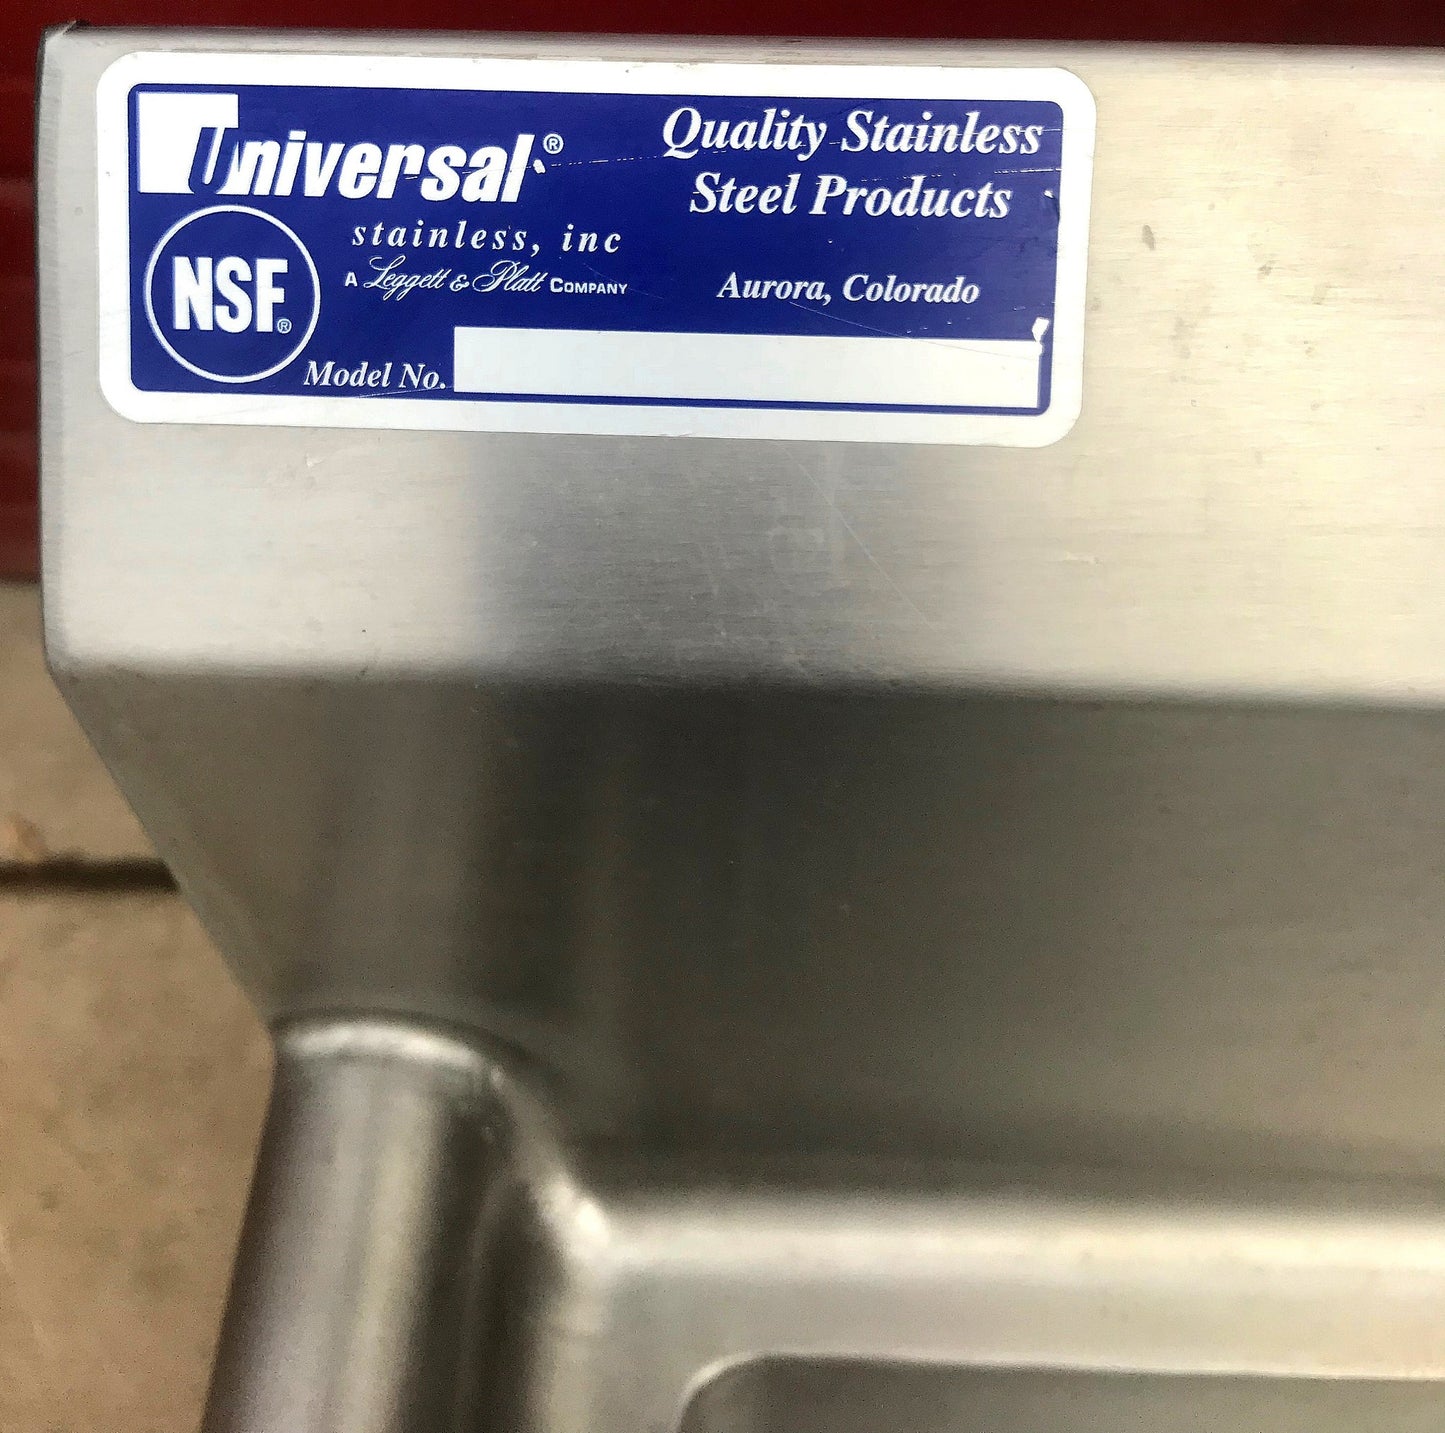 Universal®
stainless, inc
A Leggett & Platt COMPANY
NSF®
Model No.
Quality Stainless
Steel Products
Aurora, Colorado